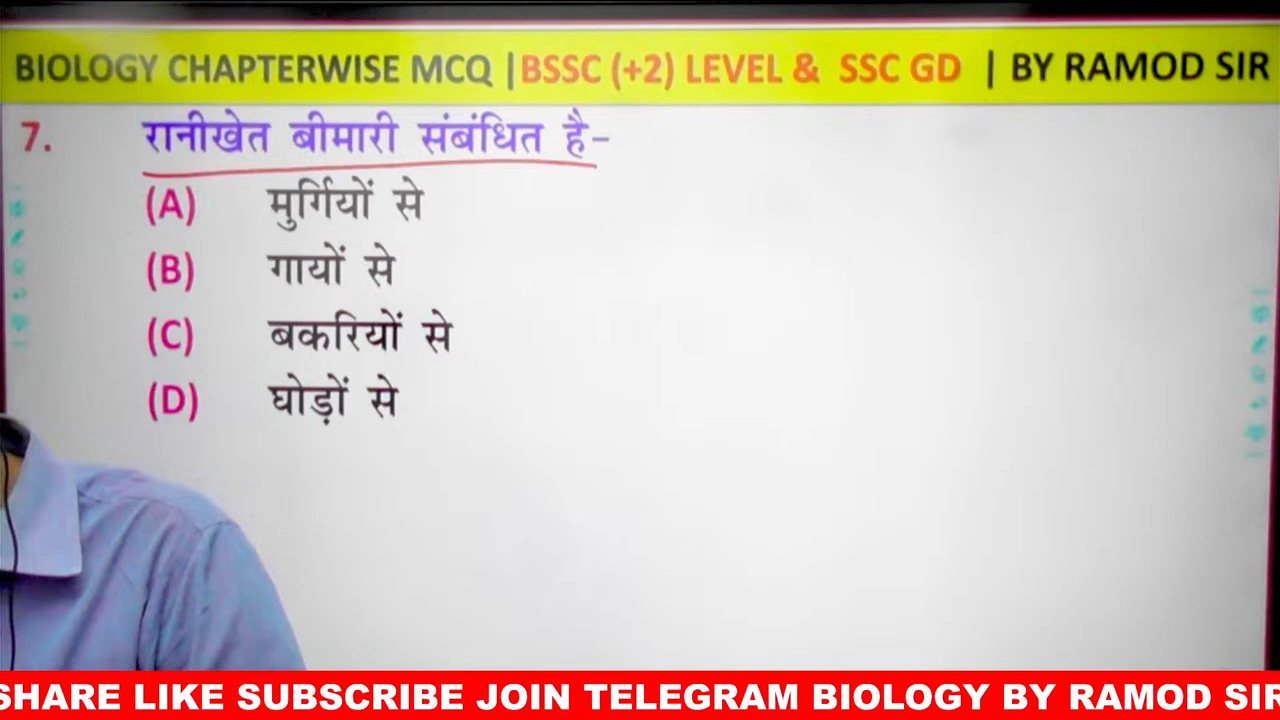 BIOLOGY CHAPTERWISE MCQ |BSSC (+2) LEVEL & SSC GD | BY RAMOD SIR
7. रानीखेत बीमारी संबंधित है-
(A) मुर्गियों से
(B) गायों से
(C) बकरियों से
(D) घोड़ों से
SHARE LIKE SUBSCRIBE JOIN TELEGRAM BIOLOGY BY RAMOD SIR